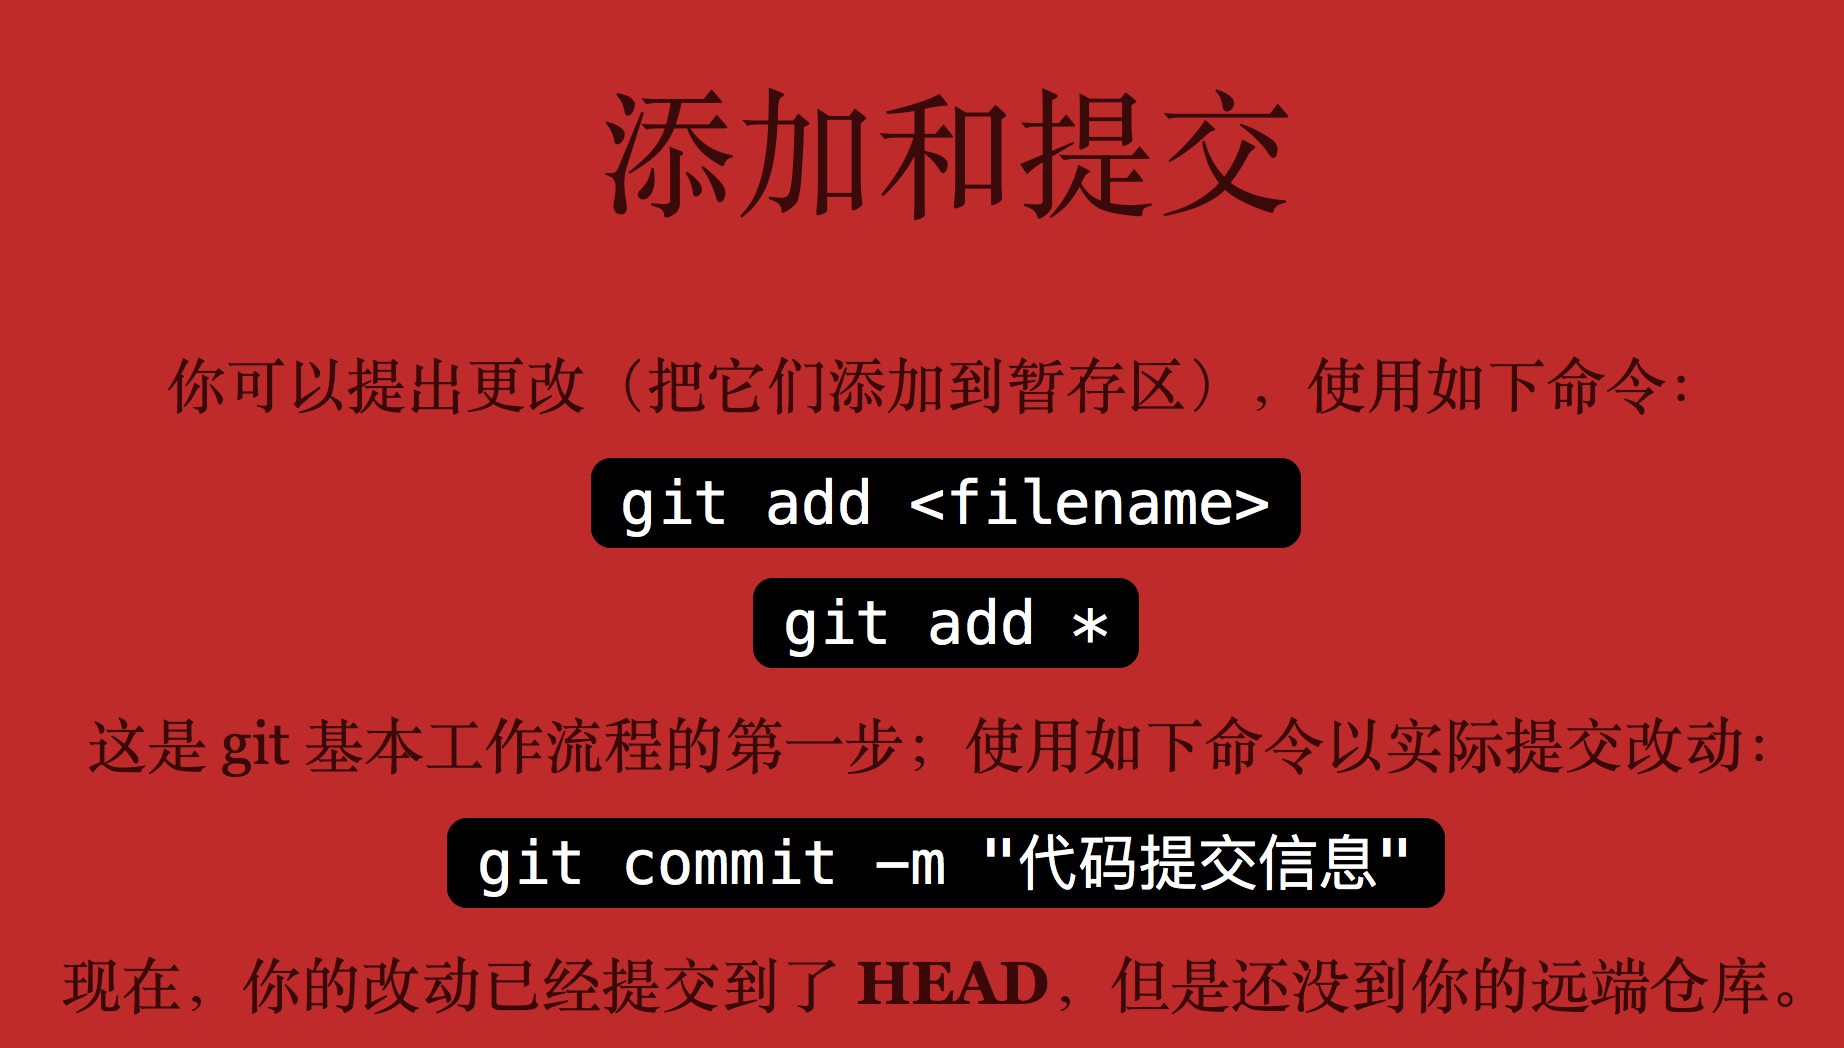 添加和提交
你可以提出更改（把它们添加到暂存区），使用如下命令：
git add <filename>
git add *
这是 git 基本工作流程的第一步；使用如下命令以实际提交改动：
git commit -m "代码提交信息"
现在，你的改动已经提交到了 HEAD，但是还没到你的远端仓库。